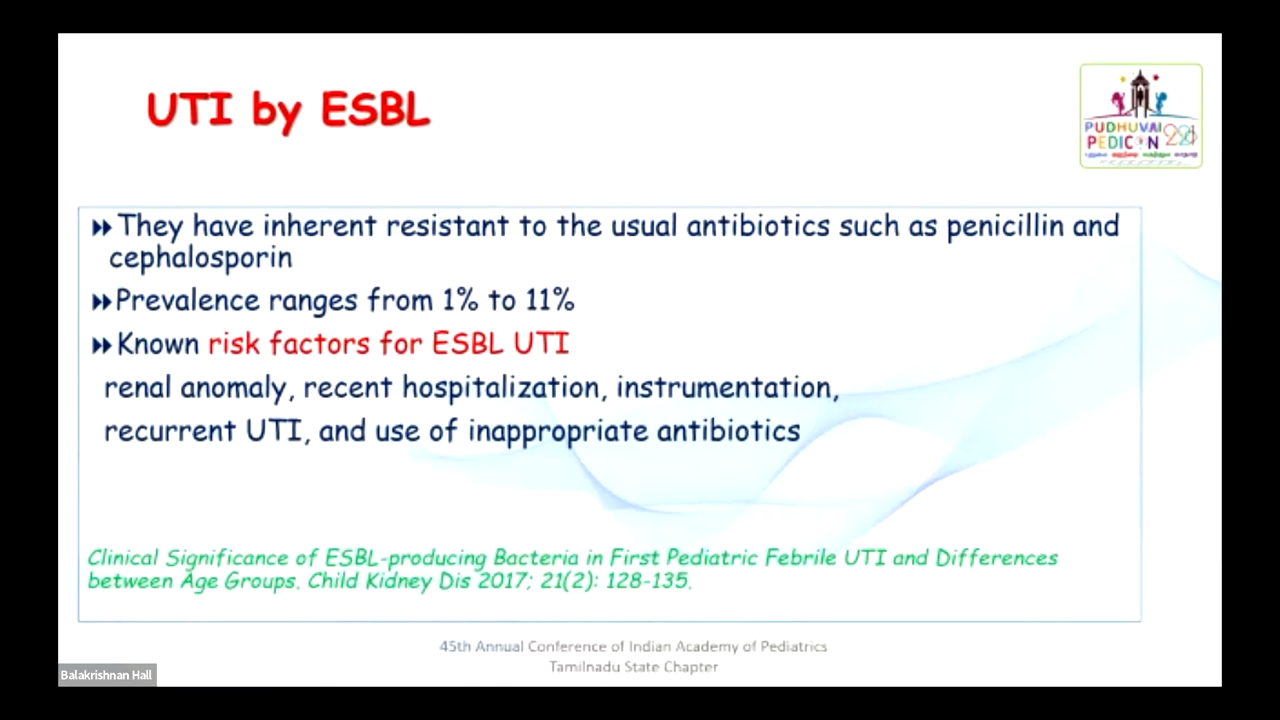 UTI by ESBL
PUDHUVAI
PEDICON
They have inherent resistant to the usual antibiotics such as penicillin and
cephalosporin
Prevalence ranges from 1% to 11%
Known risk factors for ESBL UTI
renal anomaly, recent hospitalization, instrumentation,
recurrent UTI, and use of inappropriate antibiotics
Clinical Significance of ESBL-producing Bacteria in First Pediatric Febrile UTI and Differences
between Age Groups. Child Kidney Dis 2017; 21(2): 128-135.
45th Annual Conference of Indian Academy of Pediatrics
Tamilnadu State Chapter
Balakrishnan Hall